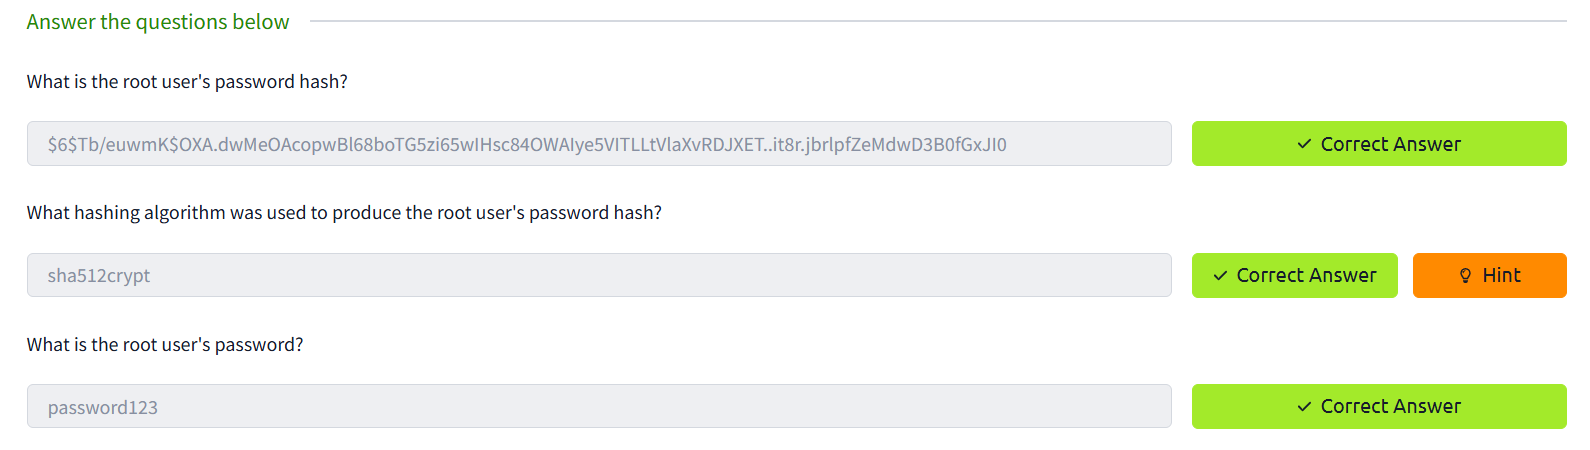 Answer the questions below
What is the root user's password hash?
$6$Tb/euwmK$OXA.dwMeOAcopwBl68boTG5zi65wIHsc84OWAIye5VITLLtVlaXvRDJXET..it8r.jbrlpfZeMdwD3B0fGxJI0
Correct Answer
What hashing algorithm was used to produce the root user's password hash?
sha512crypt
Correct Answer
Hint
What is the root user's password?
password123
Correct Answer